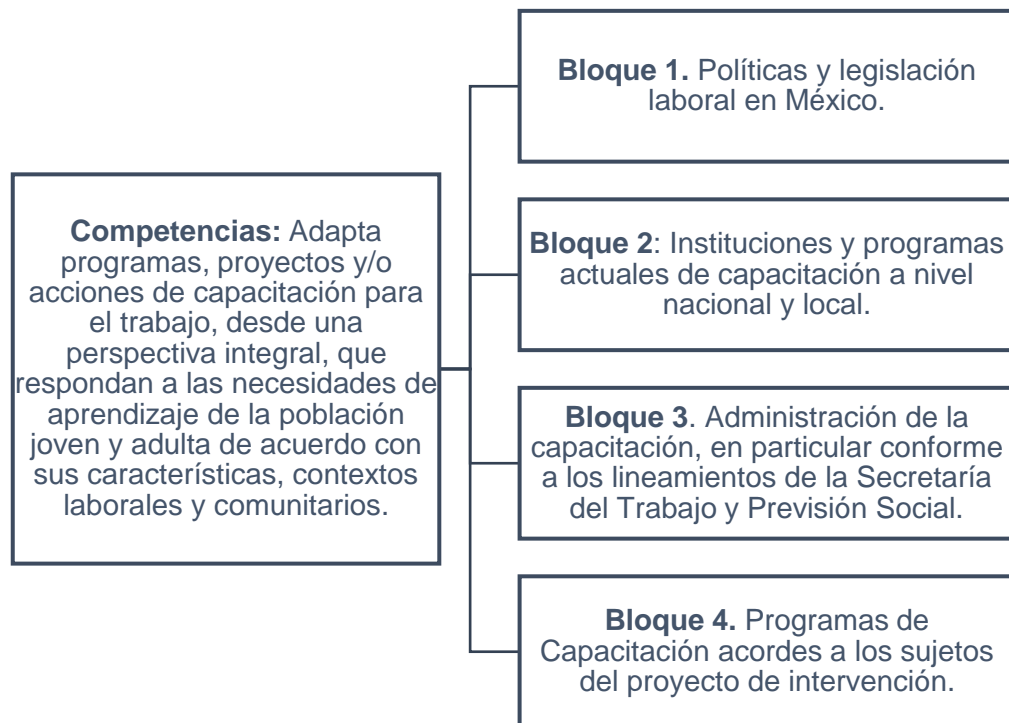 Competencias: Adapta
programas, proyectos y/o
acciones de capacitación para
el trabajo, desde una
perspectiva integral, que
respondan a las necesidades de
aprendizaje de la población
joven y adulta de acuerdo con
sus características, contextos
laborales y comunitarios.
Bloque 1. Políticas y legislación
laboral en México.
Bloque 2: Instituciones y programas
actuales de capacitación a nivel
nacional y local.
Bloque 3. Administración de la
capacitación, en particular conforme
a los lineamientos de la Secretaría
del Trabajo y Previsión Social.
Bloque 4. Programas de
Capacitación acordes a los sujetos
del proyecto de intervención.